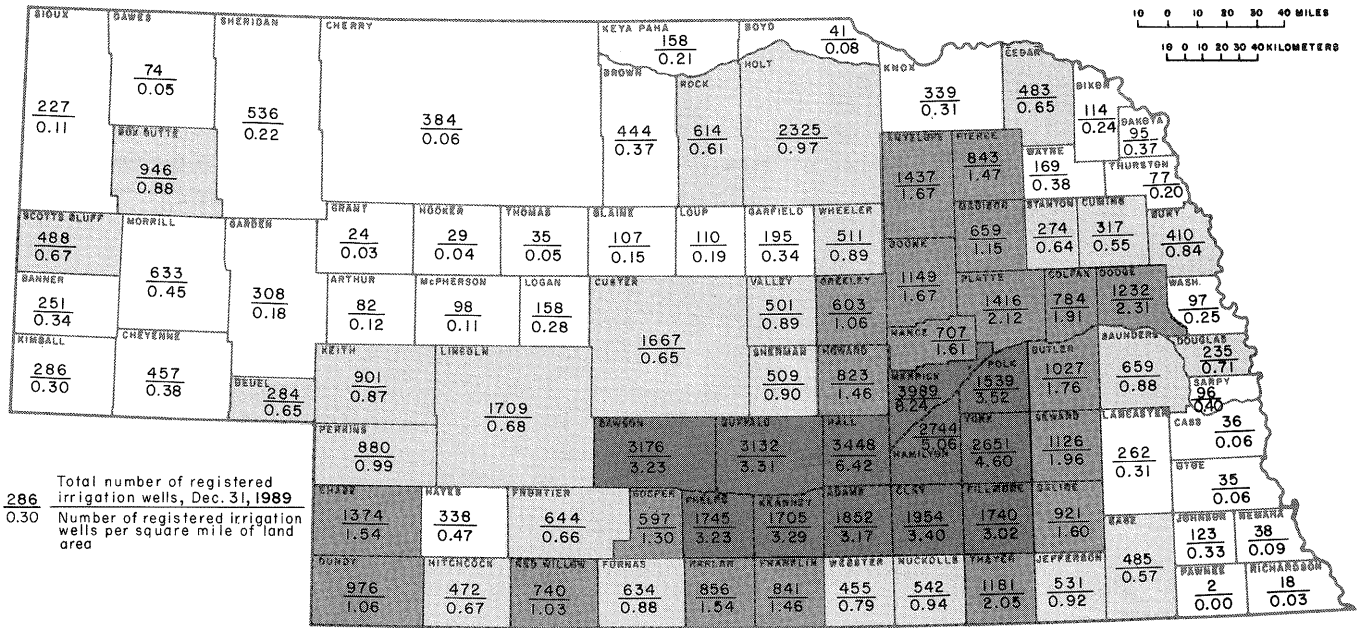 10 0 10 20 30 40 MILES
10 0 10 20 30 40 KILOMETERS
SIOUX
227
0.11
DAWES
74
0.05
BOX BUTTE
946
0.88
SHERIDAN
536
0.22
CHERRY
384
0.06
KEYA PAHA
158
0.21
BOYD
41
0.08
BROWN
444
0.37
ROCK
614
0.61
HOLT
2325
0.97
KNOX
339
0.31
CEDAR
483
0.65
DIXON
114
0.24
DAKOTA
95
0.37
ANTELOPE
1437
1.67
PIERCE
843
1.47
WAYNE
169
0.38
THURSTON
77
0.20
SCOTTS BLUFF
488
0.67
MORRILL
633
0.45
GARDEN
308
0.18
GRANT
24
0.03
HOOKER
29
0.04
THOMAS
35
0.05
BLAINE
107
0.15
LOUP
110
0.19
GARFIELD
195
0.34
WHEELER
511
0.89
BOONE
1149
1.67
MADISON
659
1.15
STANTON
274
0.64
CUMING
317
0.55
BURT
410
0.84
BANNER
251
0.34
ARTHUR
82
0.12
McPHERSON
98
0.11
LOGAN
158
0.28
CUSTER
1667
0.65
VALLEY
501
0.89
GREELEY
603
1.06
NANCE
707
1.61
PLATTE
1416
2.12
COLFAX
784
1.91
DODGE
1232
2.31
WASH.
97
0.25
KIMBALL
286
0.30
CHEYENNE
457
0.38
DEUEL
284
0.65
KEITH
901
0.87
LINCOLN
1709
0.68
SHERMAN
509
0.90
HOWARD
823
1.46
MERRICK
3989
8.24
POLK
1539
3.52
BUTLER
1027
1.76
SAUNDERS
659
0.88
DOUGLAS
235
0.71
SARPY
96
0.40
PERKINS
880
0.99
DAWSON
3176
3.23
BUFFALO
3132
3.31
HALL
3448
6.42
2744
5.06
HAMILTON
YORK
2651
4.60
SEWARD
1126
1.96
LANCASTER
262
0.31
CASS
36
0.06
OTOE
35
0.06
CHASE
1374
1.54
HAYES
338
0.47
FRONTIER
644
0.66
GOSPER
597
1.30
PHELPS
1745
3.23
KEARNEY
1705
3.29
ADAMS
1852
3.17
CLAY
1954
3.40
FILLMORE
1740
3.02
SALINE
921
1.60
GAGE
485
0.57
JOHNSON
123
0.33
NEMAHA
38
0.09
DUNDY
976
1.06
HITCHCOCK
472
0.67
RED WILLOW
740
1.03
FURNAS
634
0.88
HARLAN
856
1.54
FRANKLIN
841
1.46
WEBSTER
455
0.79
NUCKOLLS
542
0.94
THAYER
1181
2.05
JEFFERSON
531
0.92
PAWNEE
2
0.00
RICHARDSON
18
0.03
286
0.30
Total number of registered
irrigation wells, Dec. 31, 1989
Number of registered irrigation
wells per square mile of land
area